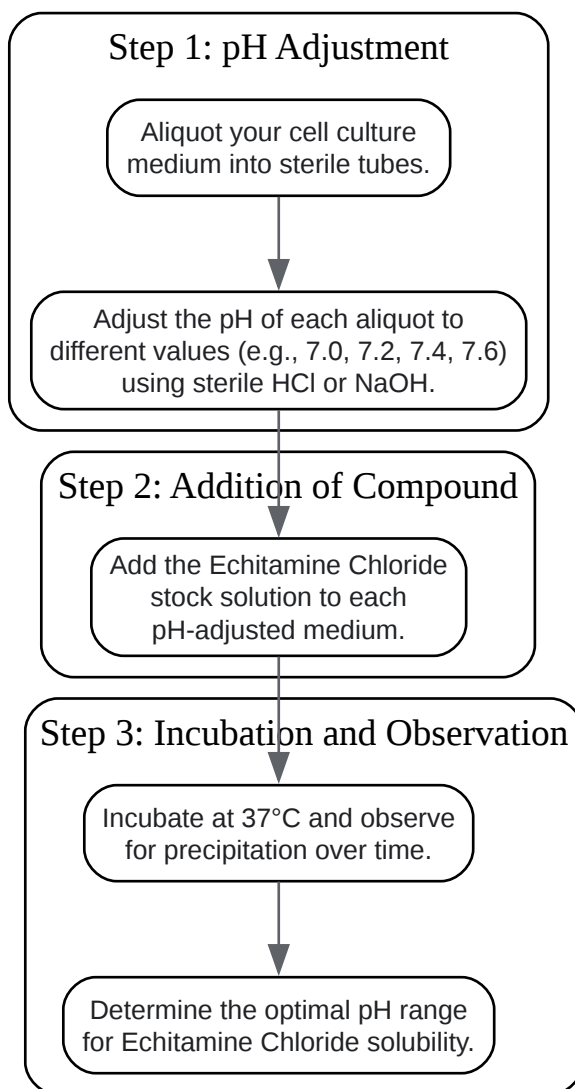 Step 1: pH Adjustment
Aliquot your cell culture
medium into sterile tubes.
Adjust the pH of each aliquot to
different values (e.g., 7.0, 7.2, 7.4, 7.6)
using sterile HCl or NaOH.
Step 2: Addition of Compound
Add the Echitamine Chloride
stock solution to each
pH-adjusted medium.
Step 3: Incubation and Observation
Incubate at 37°C and observe
for precipitation over time.
Determine the optimal pH range
for Echitamine Chloride solubility.